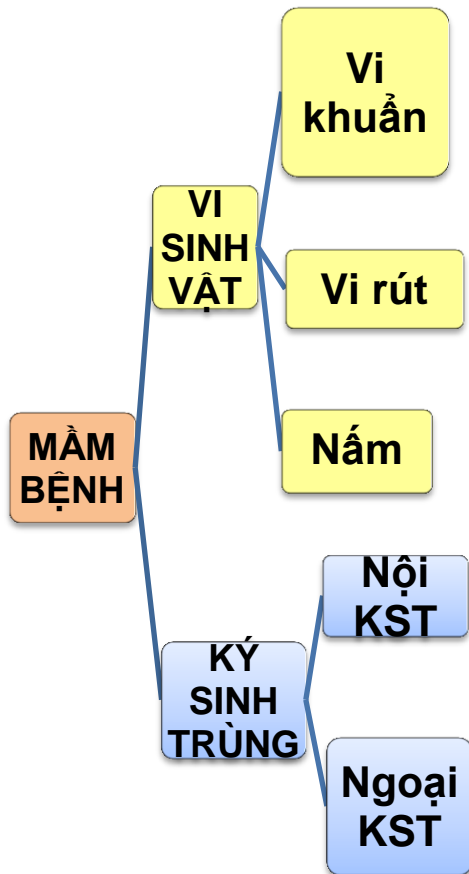 MẦM
BỆNH
VI
SINH
VẬT
Vi
khuẩn
Vi rút
Nấm
KÝ
SINH
TRÙNG
Nội
KST
Ngoại
KST